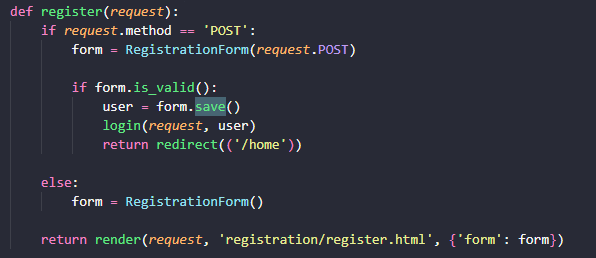 def register(request):
    if request.method == 'POST':
        form = RegistrationForm(request.POST)
        if form.is_valid():
            user = form.save()
            login(request, user)
            return redirect(('/home'))
    else:
        form = RegistrationForm()
    return render(request, 'registration/register.html', {'form': form})